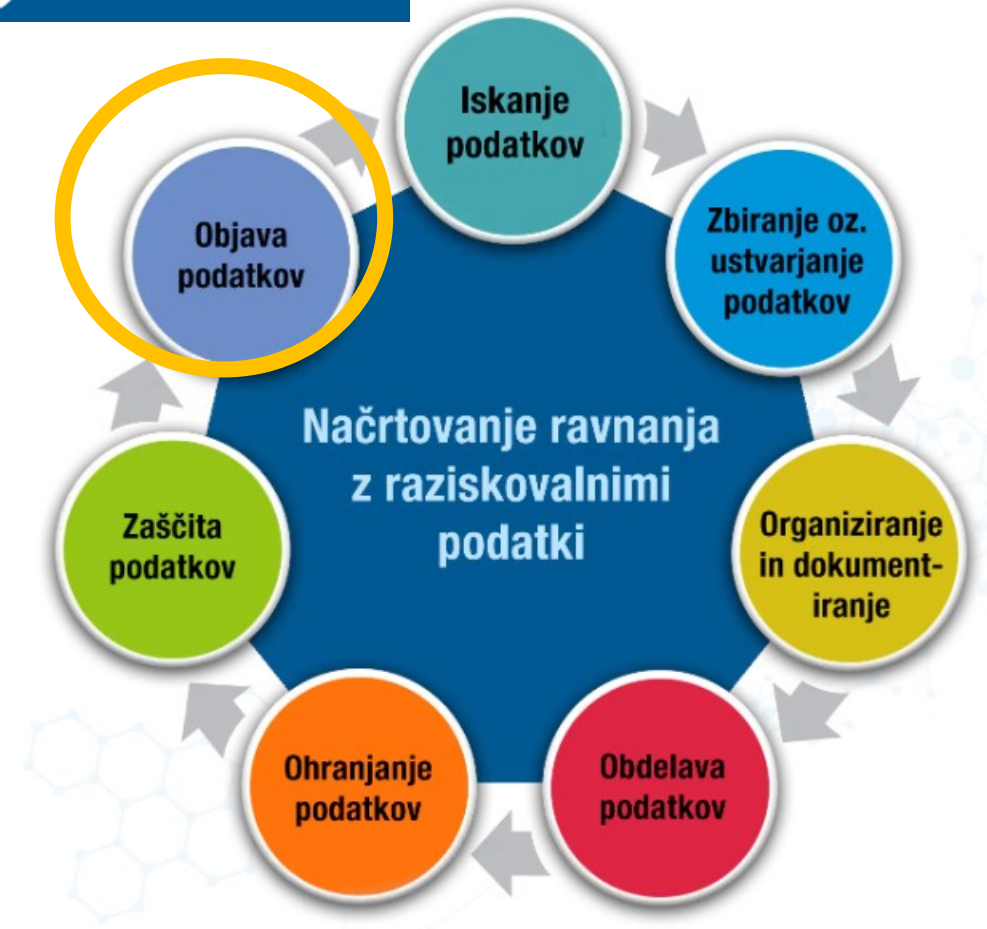 Iskanje
podatkov
Zbiranje oz.
ustvarjanje
podatkov
Organiziranje
in dokument-
iranje
Obdelava
podatkov
Ohranjanje
podatkov
Zaščita
podatkov
Objava
podatkov
Načrtovanje ravnanja
z raziskovalnimi
podatki